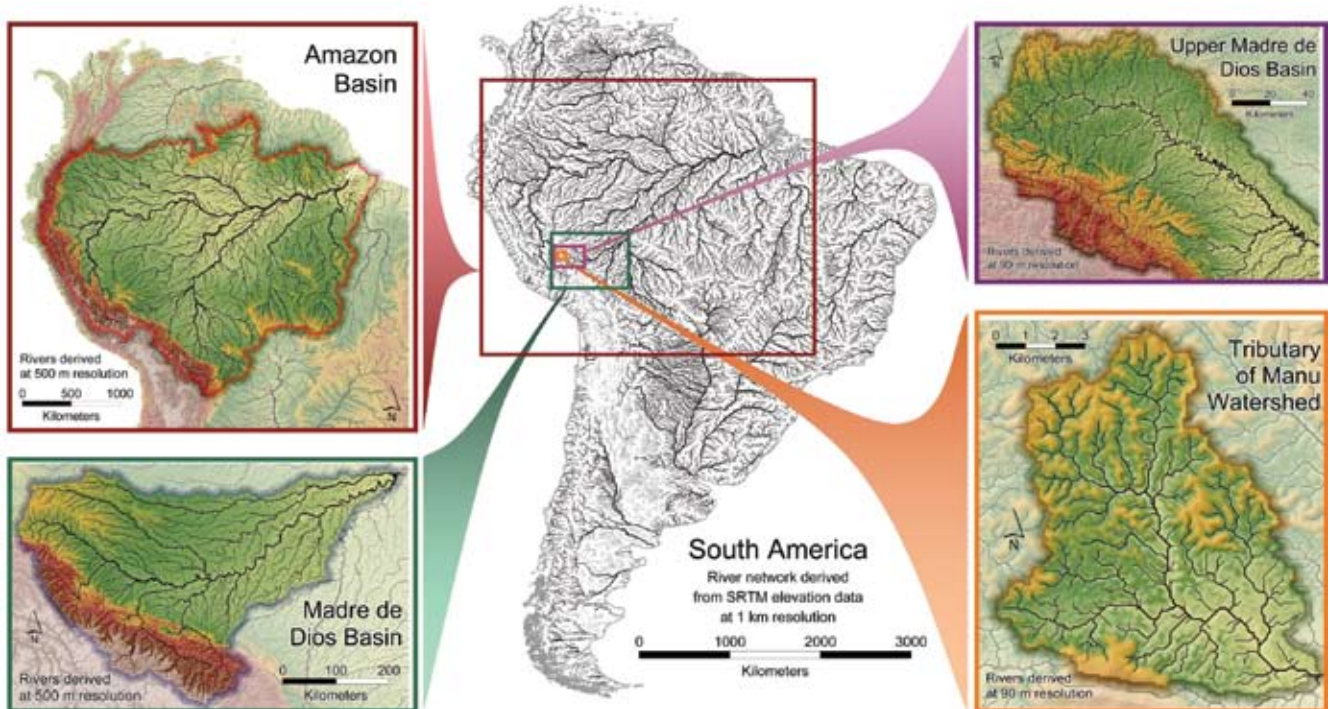 Amazon
Basin
Rivers derived
at 500 m resolution
0 500 1000
Kilometers
N
Madre de
Dios Basin
Rivers derived
at 500 m resolution
0 100 200
Kilometers
N
South America
River network derived
from SRTM elevation data
at 1 km resolution
0 1000 2000 3000
Kilometers
Upper Madre de
Dios Basin
0 20 40
Kilometers
N
Rivers derived
at 90 m resolution
0 1 2 3
Kilometers
Tributary
of Manu
Watershed
N
Rivers derived
at 90 m resolution